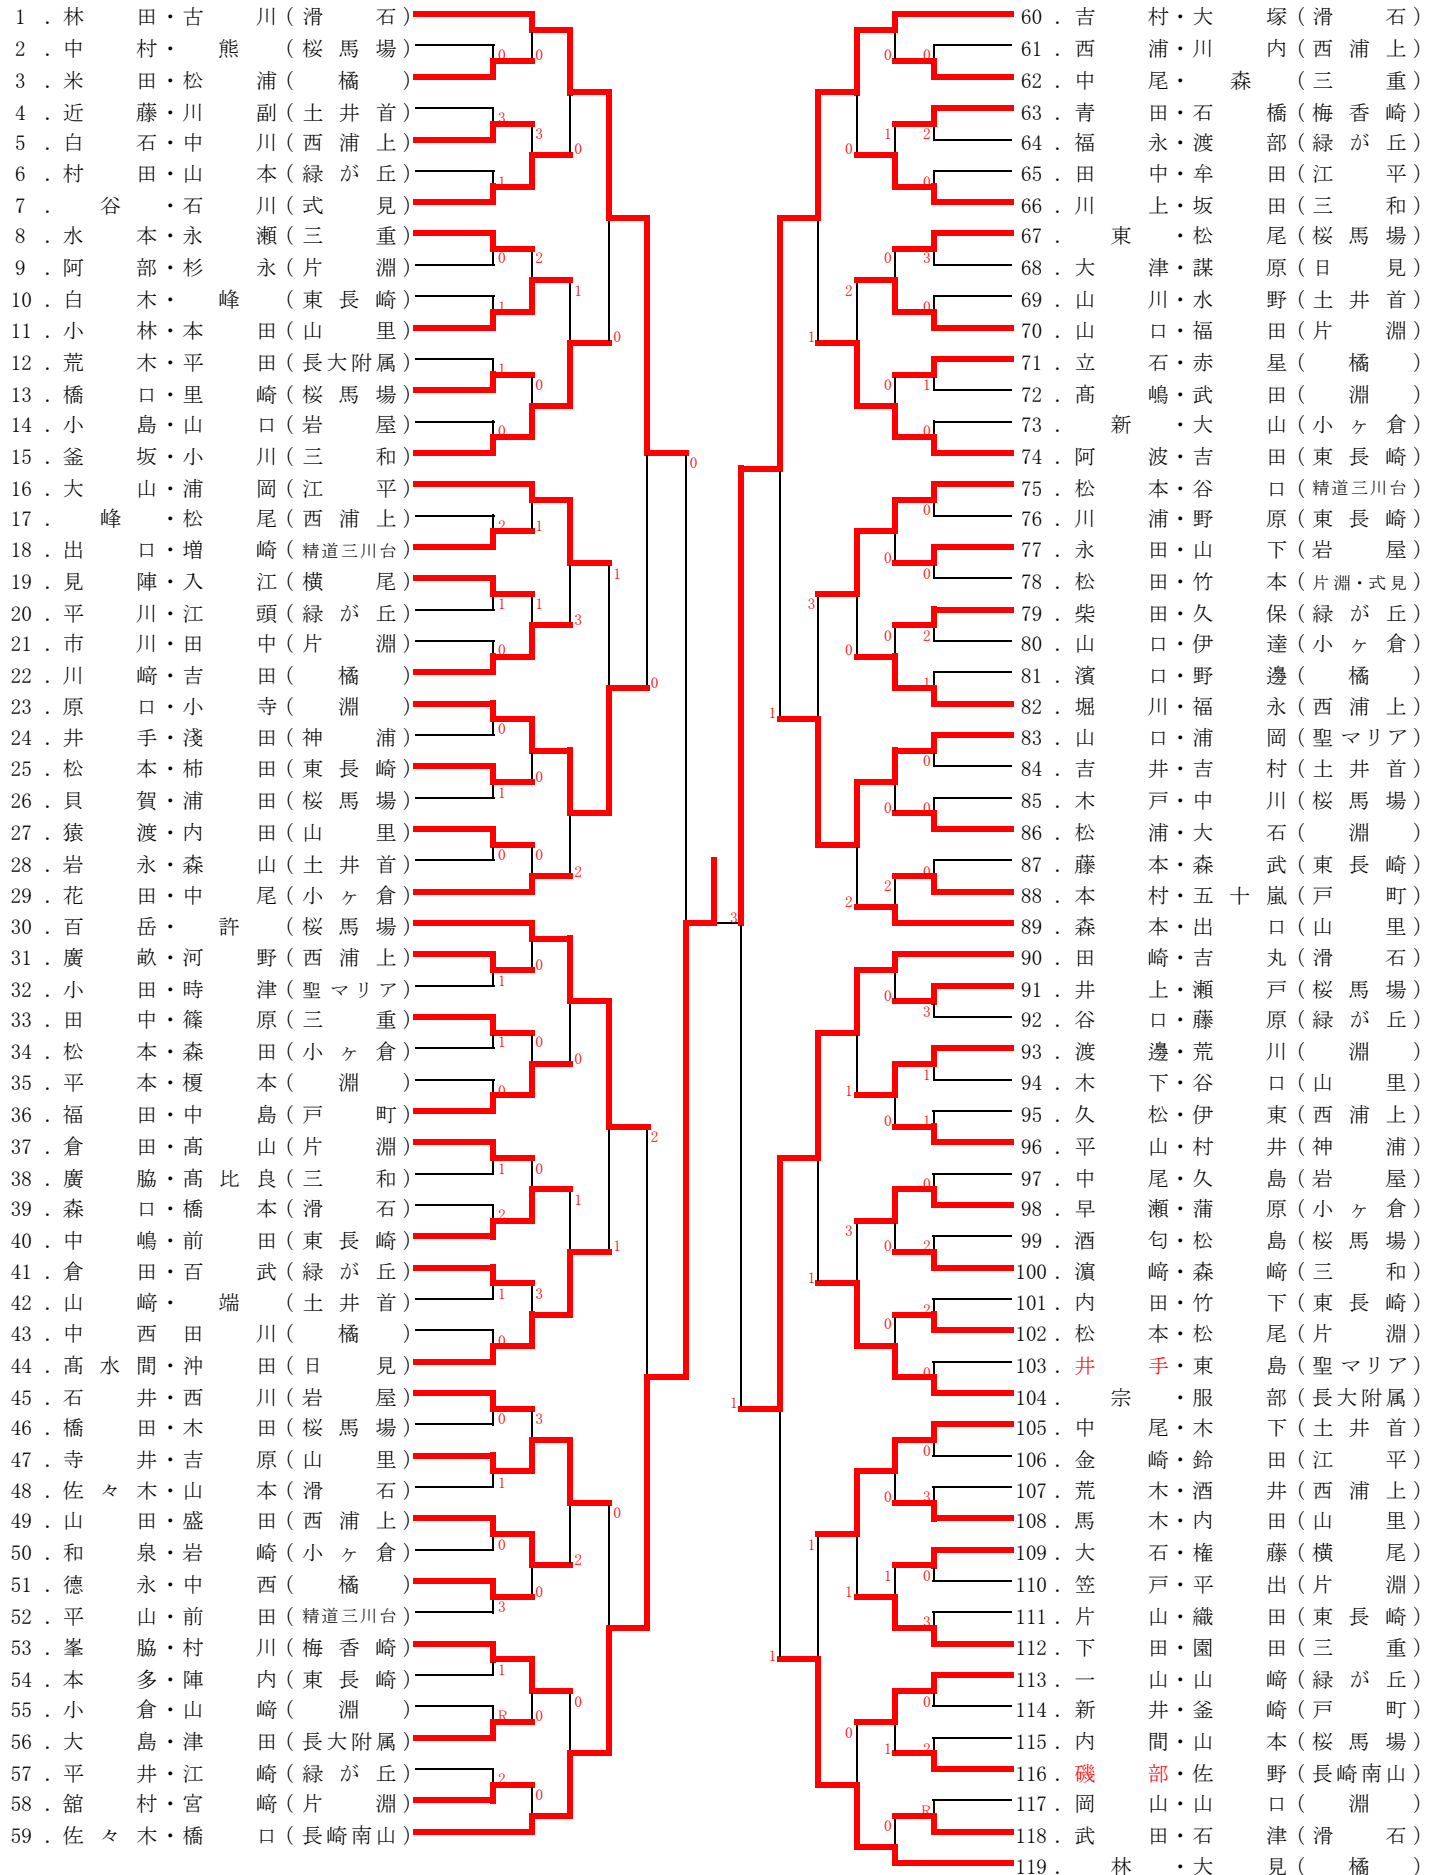 1 . 林 田・古 川 ( 滑 石 )
2 . 中 村・ 熊 ( 桜 馬 場 )
3 . 米 田・松 浦 ( 橘 )
4 . 近 藤・川 副 ( 土 井 首 )
5 . 白 石・中 川 ( 西 浦 上 )
6 . 村 田・山 本 ( 緑 が 丘 )
7 . 谷 ・石 川 ( 式 見 )
8 . 水 本・永 瀬 ( 三 重 )
9 . 阿 部・杉 永 ( 片 淵 )
10 . 白 木・ 峰 ( 東 長 崎 )
11 . 小 林・本 田 ( 山 里 )
12 . 荒 木・平 田 ( 長大附属 )
13 . 橋 口・里 崎 ( 桜 馬 場 )
14 . 小 島・山 口 ( 岩 屋 )
15 . 釜 坂・小 川 ( 三 和 )
16 . 大 山・浦 岡 ( 江 平 )
17 . 峰 ・松 尾 ( 西 浦 上 )
18 . 出 口・増 崎 ( 精道三川台 )
19 . 見 陣・入 江 ( 横 尾 )
20 . 平 川・江 頭 ( 緑 が 丘 )
21 . 市 川・田 中 ( 片 淵 )
22 . 川 﨑・吉 田 ( 橘 )
23 . 原 口・小 寺 ( 淵 )
24 . 井 手・淺 田 ( 神 浦 )
25 . 松 本・柿 田 ( 東 長 崎 )
26 . 貝 賀・浦 田 ( 桜 馬 場 )
27 . 猿 渡・内 田 ( 山 里 )
28 . 岩 永・森 山 ( 土 井 首 )
29 . 花 田・中 尾 ( 小 ヶ 倉 )
30 . 百 岳・ 許 ( 桜 馬 場 )
31 . 廣 畝・河 野 ( 西 浦 上 )
32 . 小 田・時 津 ( 聖マリア )
33 . 田 中・篠 原 ( 三 重 )
34 . 松 本・森 田 ( 小 ヶ 倉 )
35 . 平 本・榎 本 ( 淵 )
36 . 福 田・中 島 ( 戸 町 )
37 . 倉 田・髙 山 ( 片 淵 )
38 . 廣 脇・髙 比 良 ( 三 和 )
39 . 森 口・橋 本 ( 滑 石 )
40 . 中 嶋・前 田 ( 東 長 崎 )
41 . 倉 田・百 武 ( 緑 が 丘 )
42 . 山 﨑・ 端 ( 土 井 首 )
43 . 中 西 田 川 ( 橘 )
44 . 髙 水 間・沖 田 ( 日 見 )
45 . 石 井・西 川 ( 岩 屋 )
46 . 橋 田・木 田 ( 桜 馬 場 )
47 . 寺 井・吉 原 ( 山 里 )
48 . 佐 々 木・山 本 ( 滑 石 )
49 . 山 田・盛 田 ( 西 浦 上 )
50 . 和 泉・岩 崎 ( 小 ヶ 倉 )
51 . 德 永・中 西 ( 橘 )
52 . 平 山・前 田 ( 精道三川台 )
53 . 峯 脇・村 川 ( 梅 香 崎 )
54 . 本 多・陣 内 ( 東 長 崎 )
55 . 小 倉・山 﨑 ( 淵 )
56 . 大 島・津 田 ( 長大附属 )
57 . 平 井・江 崎 ( 緑 が 丘 )
58 . 舘 村・宮 﨑 ( 片 淵 )
59 . 佐 々 木・橋 口 ( 長崎南山 )
60 . 吉 村・大 塚 ( 滑 石 )
61 . 西 浦・川 内 ( 西 浦 上 )
62 . 中 尾・ 森 ( 三 重 )
63 . 青 田・石 橋 ( 梅 香 崎 )
64 . 福 永・渡 部 ( 緑 が 丘 )
65 . 田 中・牟 田 ( 江 平 )
66 . 川 上・坂 田 ( 三 和 )
67 . 東 ・松 尾 ( 桜 馬 場 )
68 . 大 津・謀 原 ( 日 見 )
69 . 山 川・水 野 ( 土 井 首 )
70 . 山 口・福 田 ( 片 淵 )
71 . 立 石・赤 星 ( 橘 )
72 . 髙 嶋・武 田 ( 淵 )
73 . 新 ・大 山 ( 小 ヶ 倉 )
74 . 阿 波・吉 田 ( 東 長 崎 )
75 . 松 本・谷 口 ( 精道三川台 )
76 . 川 浦・野 原 ( 東 長 崎 )
77 . 永 田・山 下 ( 岩 屋 )
78 . 松 田・竹 本 ( 片淵・式見 )
79 . 柴 田・久 保 ( 緑 が 丘 )
80 . 山 口・伊 達 ( 小 ヶ 倉 )
81 . 濱 口・野 邊 ( 橘 )
82 . 堀 川・福 永 ( 西 浦 上 )
83 . 山 口・浦 岡 ( 聖マリア )
84 . 吉 井・吉 村 ( 土 井 首 )
85 . 木 戸・中 川 ( 桜 馬 場 )
86 . 松 浦・大 石 ( 淵 )
87 . 藤 本・森 武 ( 東 長 崎 )
88 . 本 村・五 十 嵐 ( 戸 町 )
89 . 森 本・出 口 ( 山 里 )
90 . 田 崎・吉 丸 ( 滑 石 )
91 . 井 上・瀬 戸 ( 桜 馬 場 )
92 . 谷 口・藤 原 ( 緑 が 丘 )
93 . 渡 邊・荒 川 ( 淵 )
94 . 木 下・谷 口 ( 山 里 )
95 . 久 松・伊 東 ( 西 浦 上 )
96 . 平 山・村 井 ( 神 浦 )
97 . 中 尾・久 島 ( 岩 屋 )
98 . 早 瀬・蒲 原 ( 小 ヶ 倉 )
99 . 酒 匂・松 島 ( 桜 馬 場 )
100 . 濵 﨑・森 﨑 ( 三 和 )
101 . 内 田・竹 下 ( 東 長 崎 )
102 . 松 本・松 尾 ( 片 淵 )
103 . 井 手・東 島 ( 聖マリア )
104 . 宗 ・服 部 ( 長大附属 )
105 . 中 尾・木 下 ( 土 井 首 )
106 . 金 崎・鈴 田 ( 江 平 )
107 . 荒 木・酒 井 ( 西 浦 上 )
108 . 馬 木・内 田 ( 山 里 )
109 . 大 石・権 藤 ( 横 尾 )
110 . 笠 戸・平 出 ( 片 淵 )
111 . 片 山・織 田 ( 東 長 崎 )
112 . 下 田・園 田 ( 三 重 )
113 . 一 山・山 﨑 ( 緑 が 丘 )
114 . 新 井・釜 崎 ( 戸 町 )
115 . 内 間・山 本 ( 桜 馬 場 )
116 . 磯 部・佐 野 ( 長崎南山 )
117 . 岡 山・山 口 ( 淵 )
118 . 武 田・石 津 ( 滑 石 )
119 . 林 ・大 見 ( 橘 )